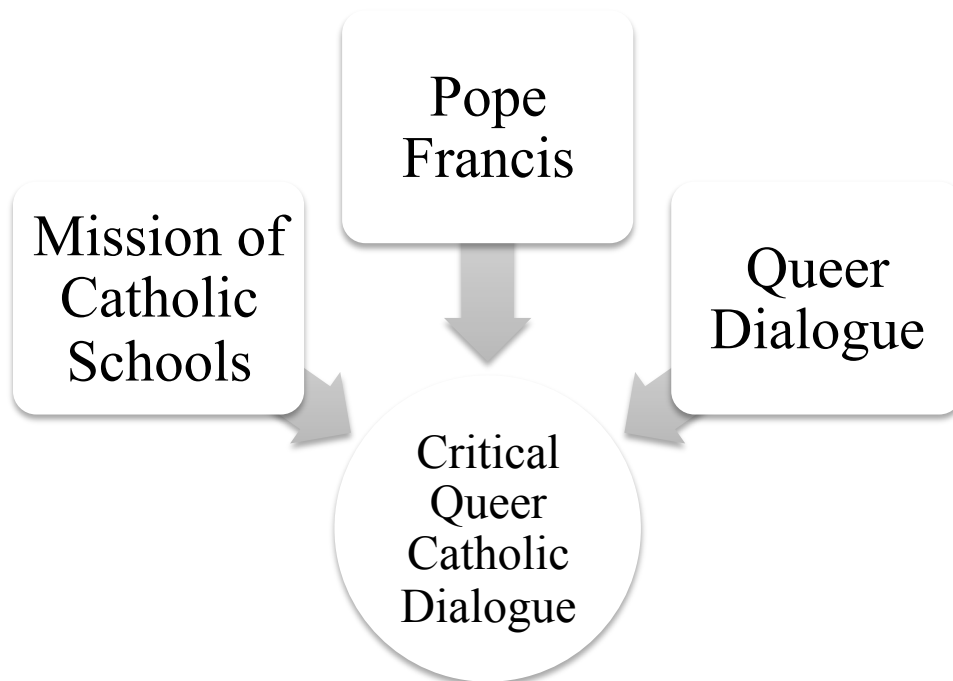 Pope
Francis
Mission of
Catholic
Schools
Queer
Dialogue
Critical
Queer
Catholic
Dialogue